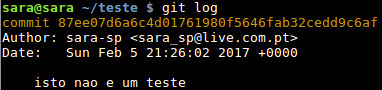 sara@sara ~/teste $ git log
commit 87ee07d6a6c4d01761980f5646fab32cedd9c6af
Author: sara-sp <sara_sp@live.com.pt>
Date:   Sun Feb 5 21:26:02 2017 +0000
    isto nao e um teste